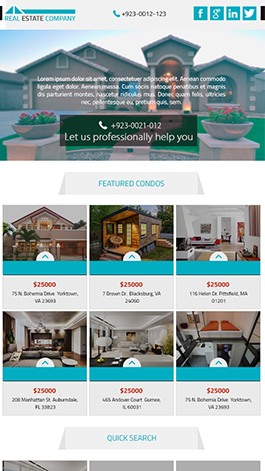 REAL ESTATE COMPANY
+923-0012-123
f g+ in
Lorem ipsum dolor sit amet, consectetuer adipiscing elit. Aenean
commodo ligula eget dolor. Aenean massa. Cum sociis natoque penatibus et magnis
dis parturient montes, nascetur ridiculus mus. Donec quam felis, ultricies
nec, pellentesque eu, pretium quis, sem.
+923-0021-012
Let us professionally help you
FEATURED CONDOS
$25000 $25000 $25000
75 N. Bohemia Drive Yorktown, 7 Brown Dr. Blacksburg, VA 116 Helen Dr. Pittsfield, MA
VA 23693 24060 01201
$25000 $25000 $25000
208 Manhattan St. Auburndale, 465 Andover Court Gurnee, 75 N. Bohemia Drive Yorktown,
FL 33823 IL 60031 VA 23693
QUICK SEARCH